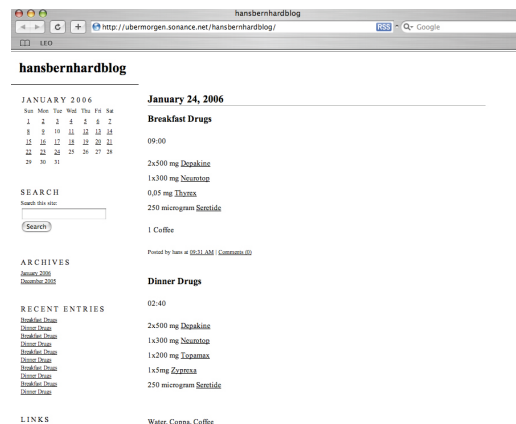 hansbernhardblog
http://ubermorgen.sonance.net/hansbernhardblog/
RSS
Google
LEO
hansbernhardblog
JANUARY 2006
Sun Mon Tue Wed Thu Fri Sat
1 2 3 4 5 6 7
8 9 10 11 12 13 14
15 16 17 18 19 20 21
22 23 24 25 26 27 28
29 30 31
SEARCH
Search this site:
Search
ARCHIVES
January 2006
December 2005
RECENT ENTRIES
Breakfast Drugs
Dinner Drugs
Breakfast Drugs
Dinner Drugs
Breakfast Drugs
Dinner Drugs
Breakfast Drugs
Dinner Drugs
Breakfast Drugs
Dinner Drugs
LINKS
January 24, 2006
Breakfast Drugs
09:00
2x500 mg Depakine
1x300 mg Neurotop
0,05 mg Thyrex
250 microgram Seretide
1 Coffee
Posted by hans at 09:31 AM | Comments (0)
Dinner Drugs
02:40
2x500 mg Depakine
1x300 mg Neurotop
1x200 mg Topamax
1x5mg Zyprexa
250 microgram Seretide
Water, Coppa, Coffee